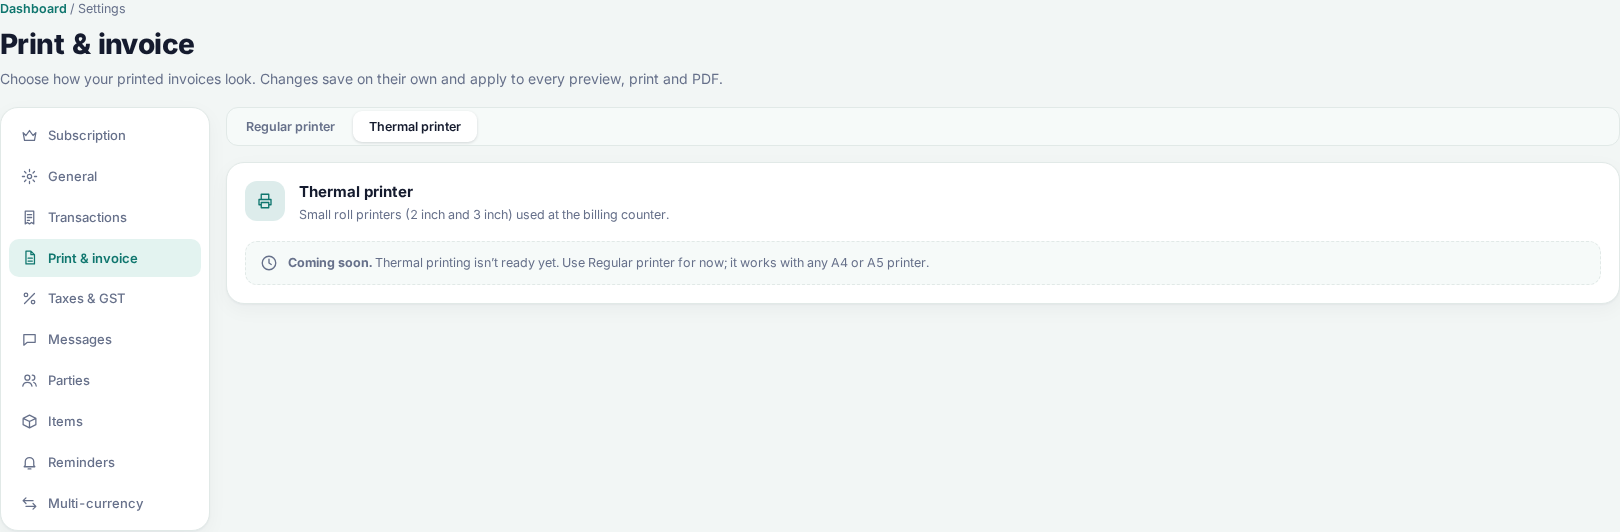 Dashboard / Settings
Print & invoice
Choose how your printed invoices look. Changes save on their own and apply to every preview, print and PDF.
Subscription
General
Transactions
Print & invoice
Taxes & GST
Messages
Parties
Items
Reminders
Multi-currency
Regular printer
Thermal printer
Thermal printer
Small roll printers (2 inch and 3 inch) used at the billing counter.
Coming soon. Thermal printing isn’t ready yet. Use Regular printer for now; it works with any A4 or A5 printer.